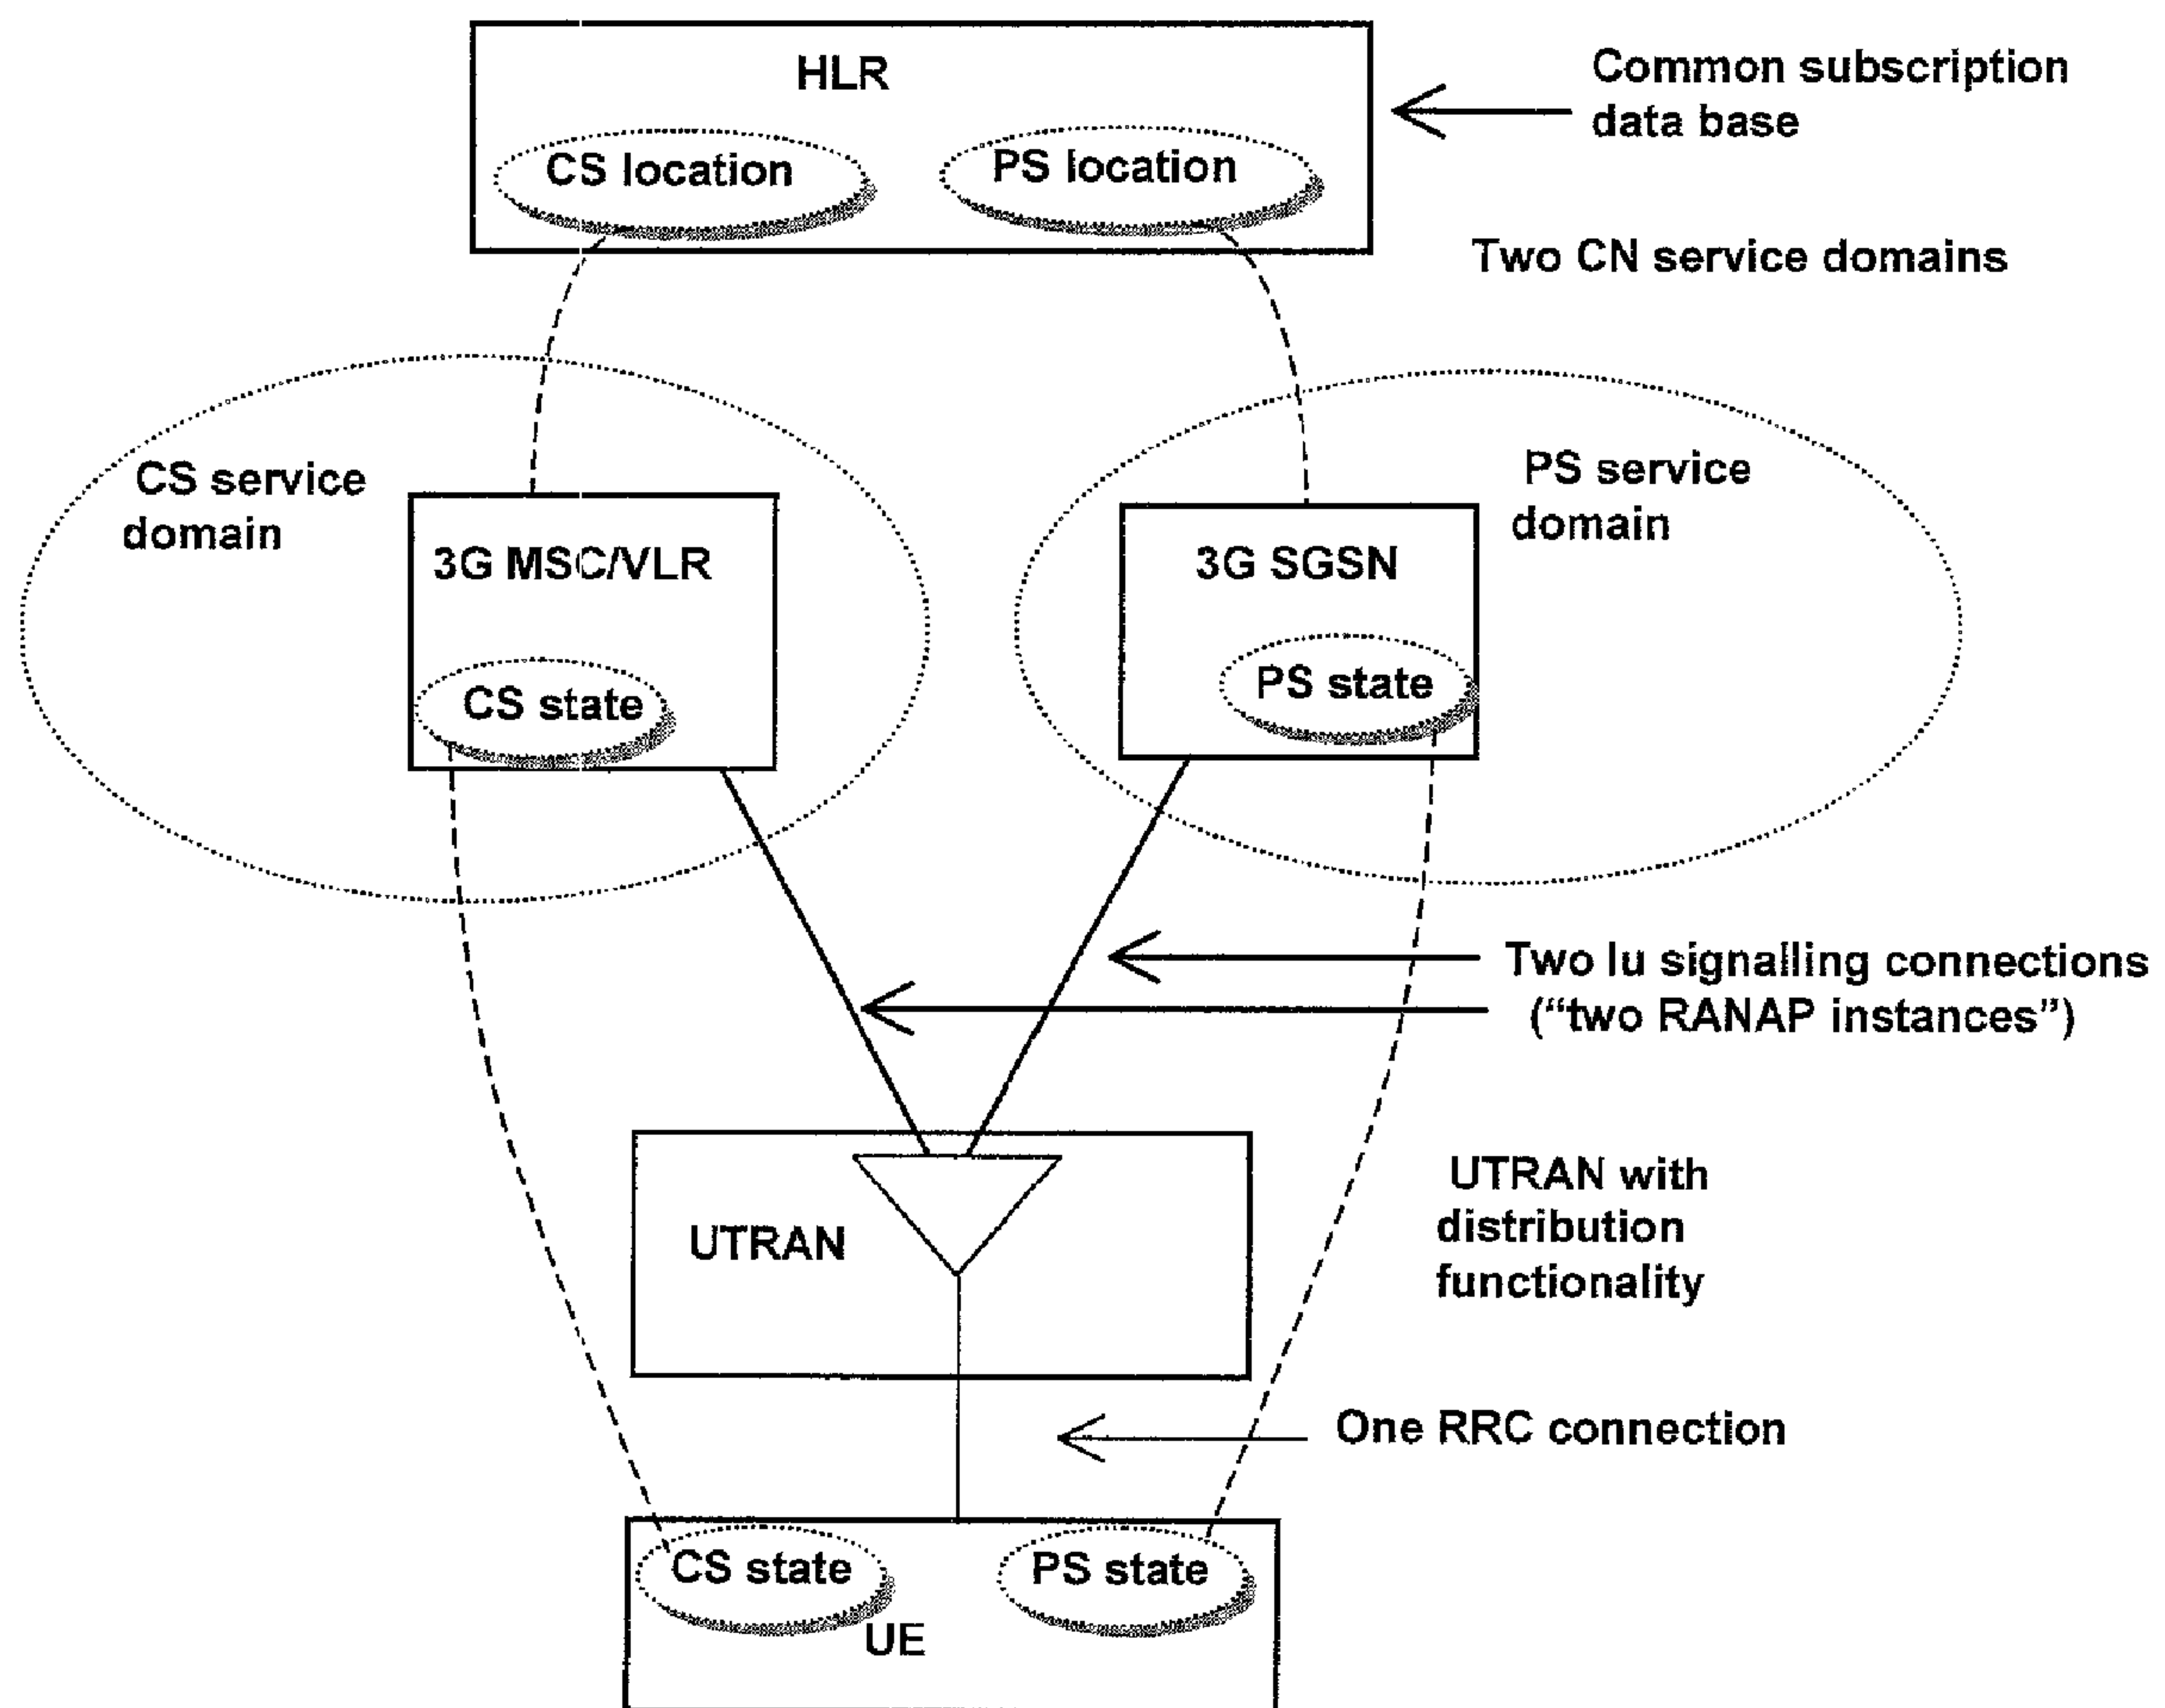 HLR
Common subscription
data base
CS location
PS location
Two CN service domains
CS service
domain
PS service
domain
3G MSC/VLR
3G SGSN
CS state
PS state
Two Iu signalling connections
(“two RANAP instances”)
UTRAN
UTRAN with
distribution
functionality
One RRC connection
CS state
PS state
UE